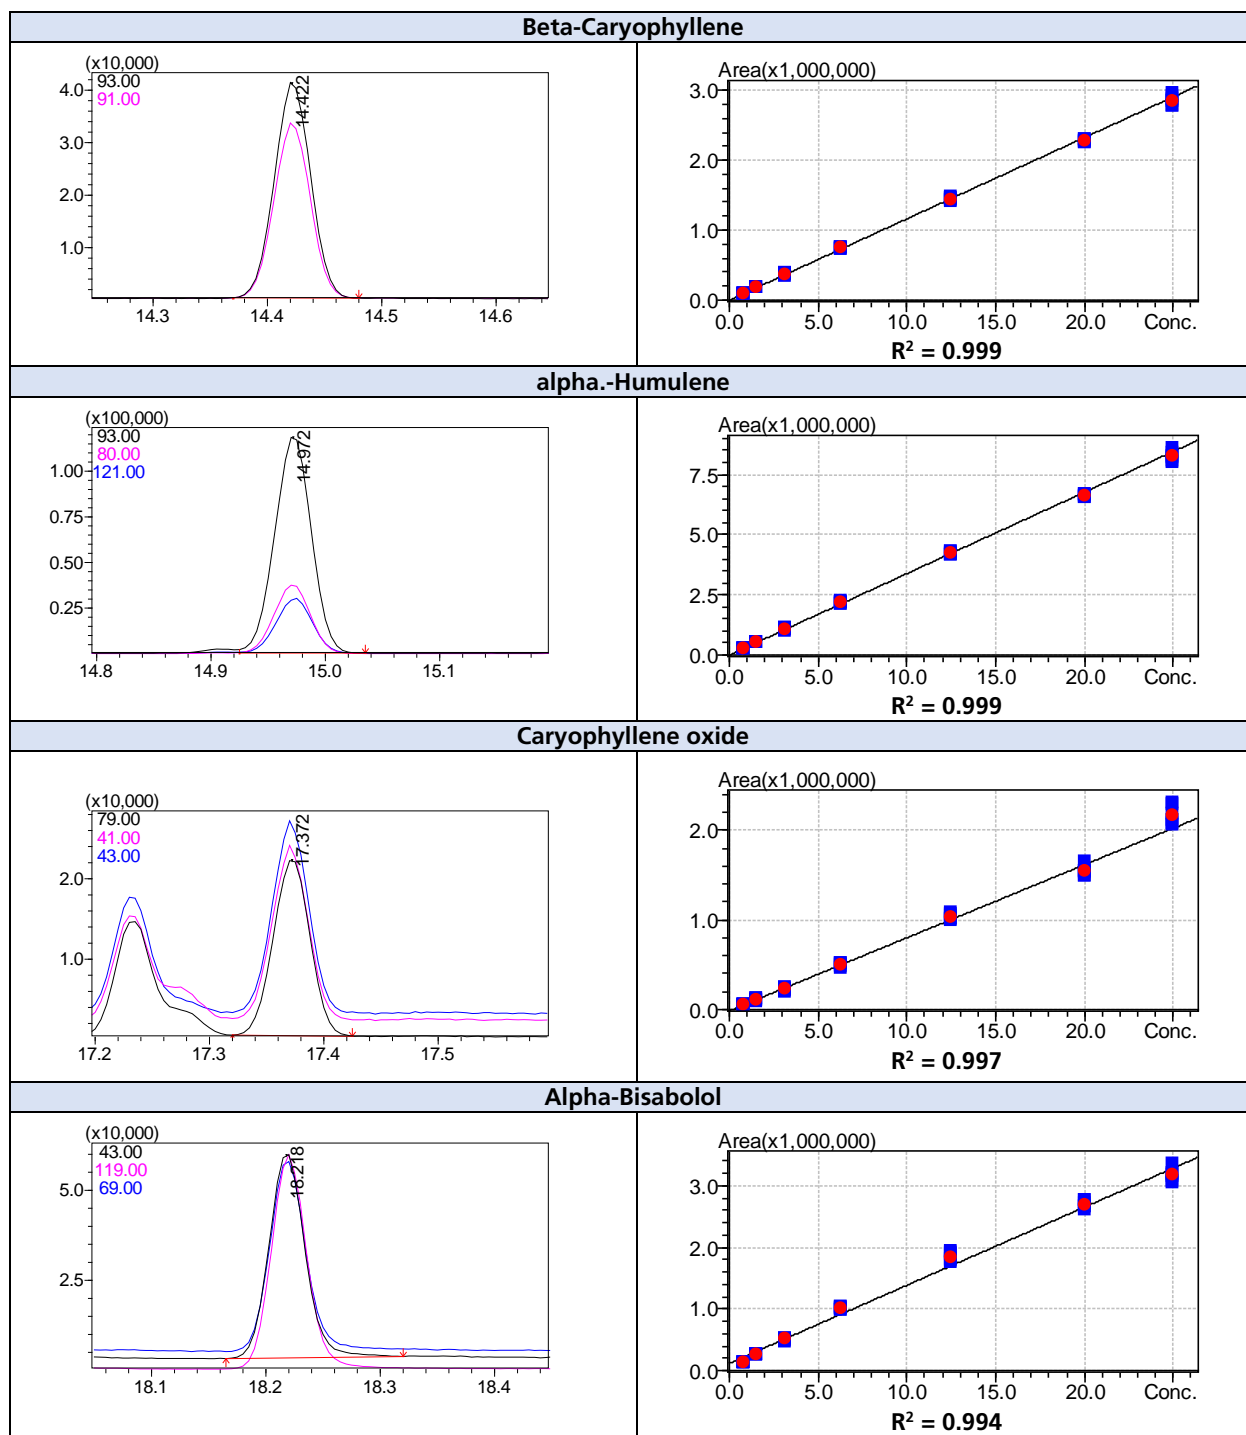 Beta-Caryophyllene
(x10,000)
93.00
91.00
4.0
3.0
2.0
1.0
14.422
14.3 14.4 14.5 14.6
Area(x1,000,000)
3.0
2.0
1.0
0.0
0.0 5.0 10.0 15.0 20.0 Conc.
R² = 0.999
alpha.-Humulene
(x100,000)
93.00
80.00
121.00
1.00
0.75
0.50
0.25
14.972
14.8 14.9 15.0 15.1
Area(x1,000,000)
7.5
5.0
2.5
0.0
0.0 5.0 10.0 15.0 20.0 Conc.
R² = 0.999
Caryophyllene oxide
(x10,000)
79.00
41.00
43.00
2.0
1.0
17.372
17.2 17.3 17.4 17.5
Area(x1,000,000)
2.0
1.0
0.0
0.0 5.0 10.0 15.0 20.0 Conc.
R² = 0.997
Alpha-Bisabolol
(x10,000)
43.00
119.00
69.00
5.0
2.5
18.218
18.1 18.2 18.3 18.4
Area(x1,000,000)
3.0
2.0
1.0
0.0
0.0 5.0 10.0 15.0 20.0 Conc.
R² = 0.994